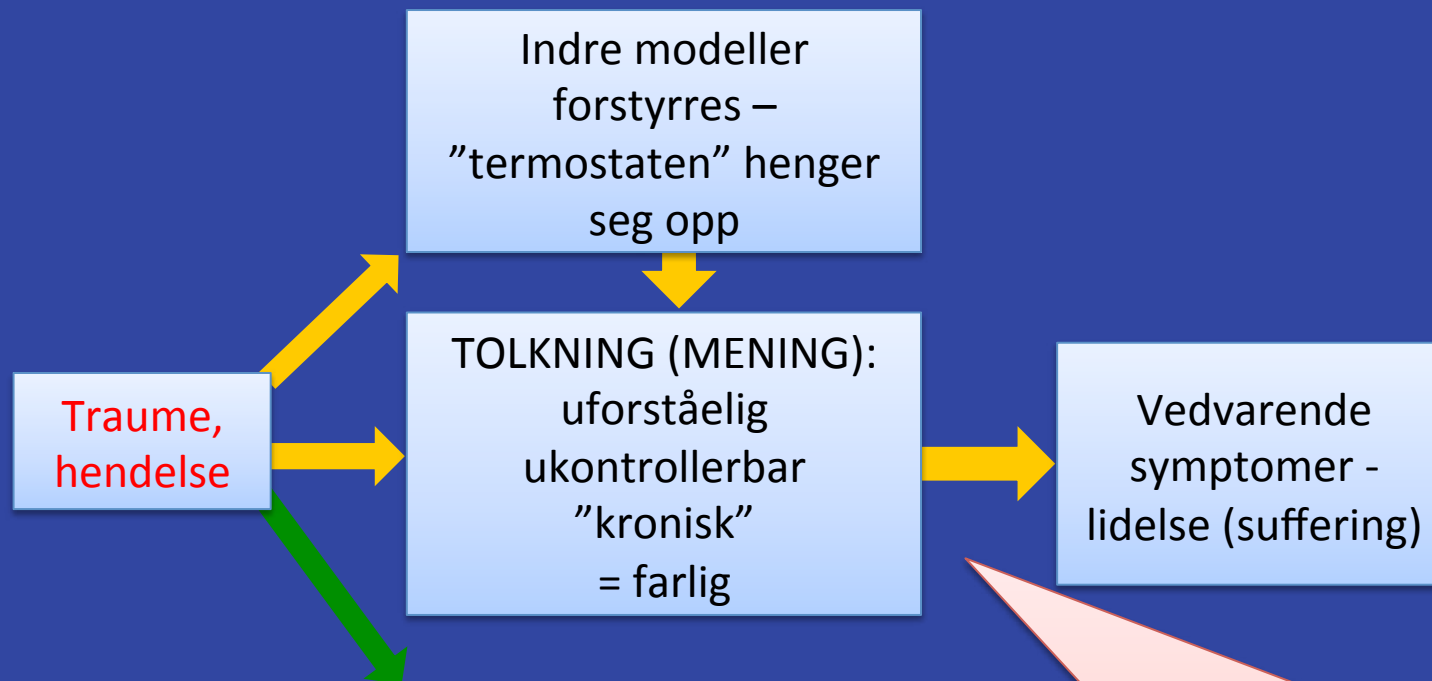 Indre modeller
forstyrres –
”termostaten” henger
seg opp
Traume,
hendelse
TOLKNING (MENING):
uforståelig
ukontrollerbar
”kronisk”
= farlig
Vedvarende
symptomer -
lidelse (suffering)